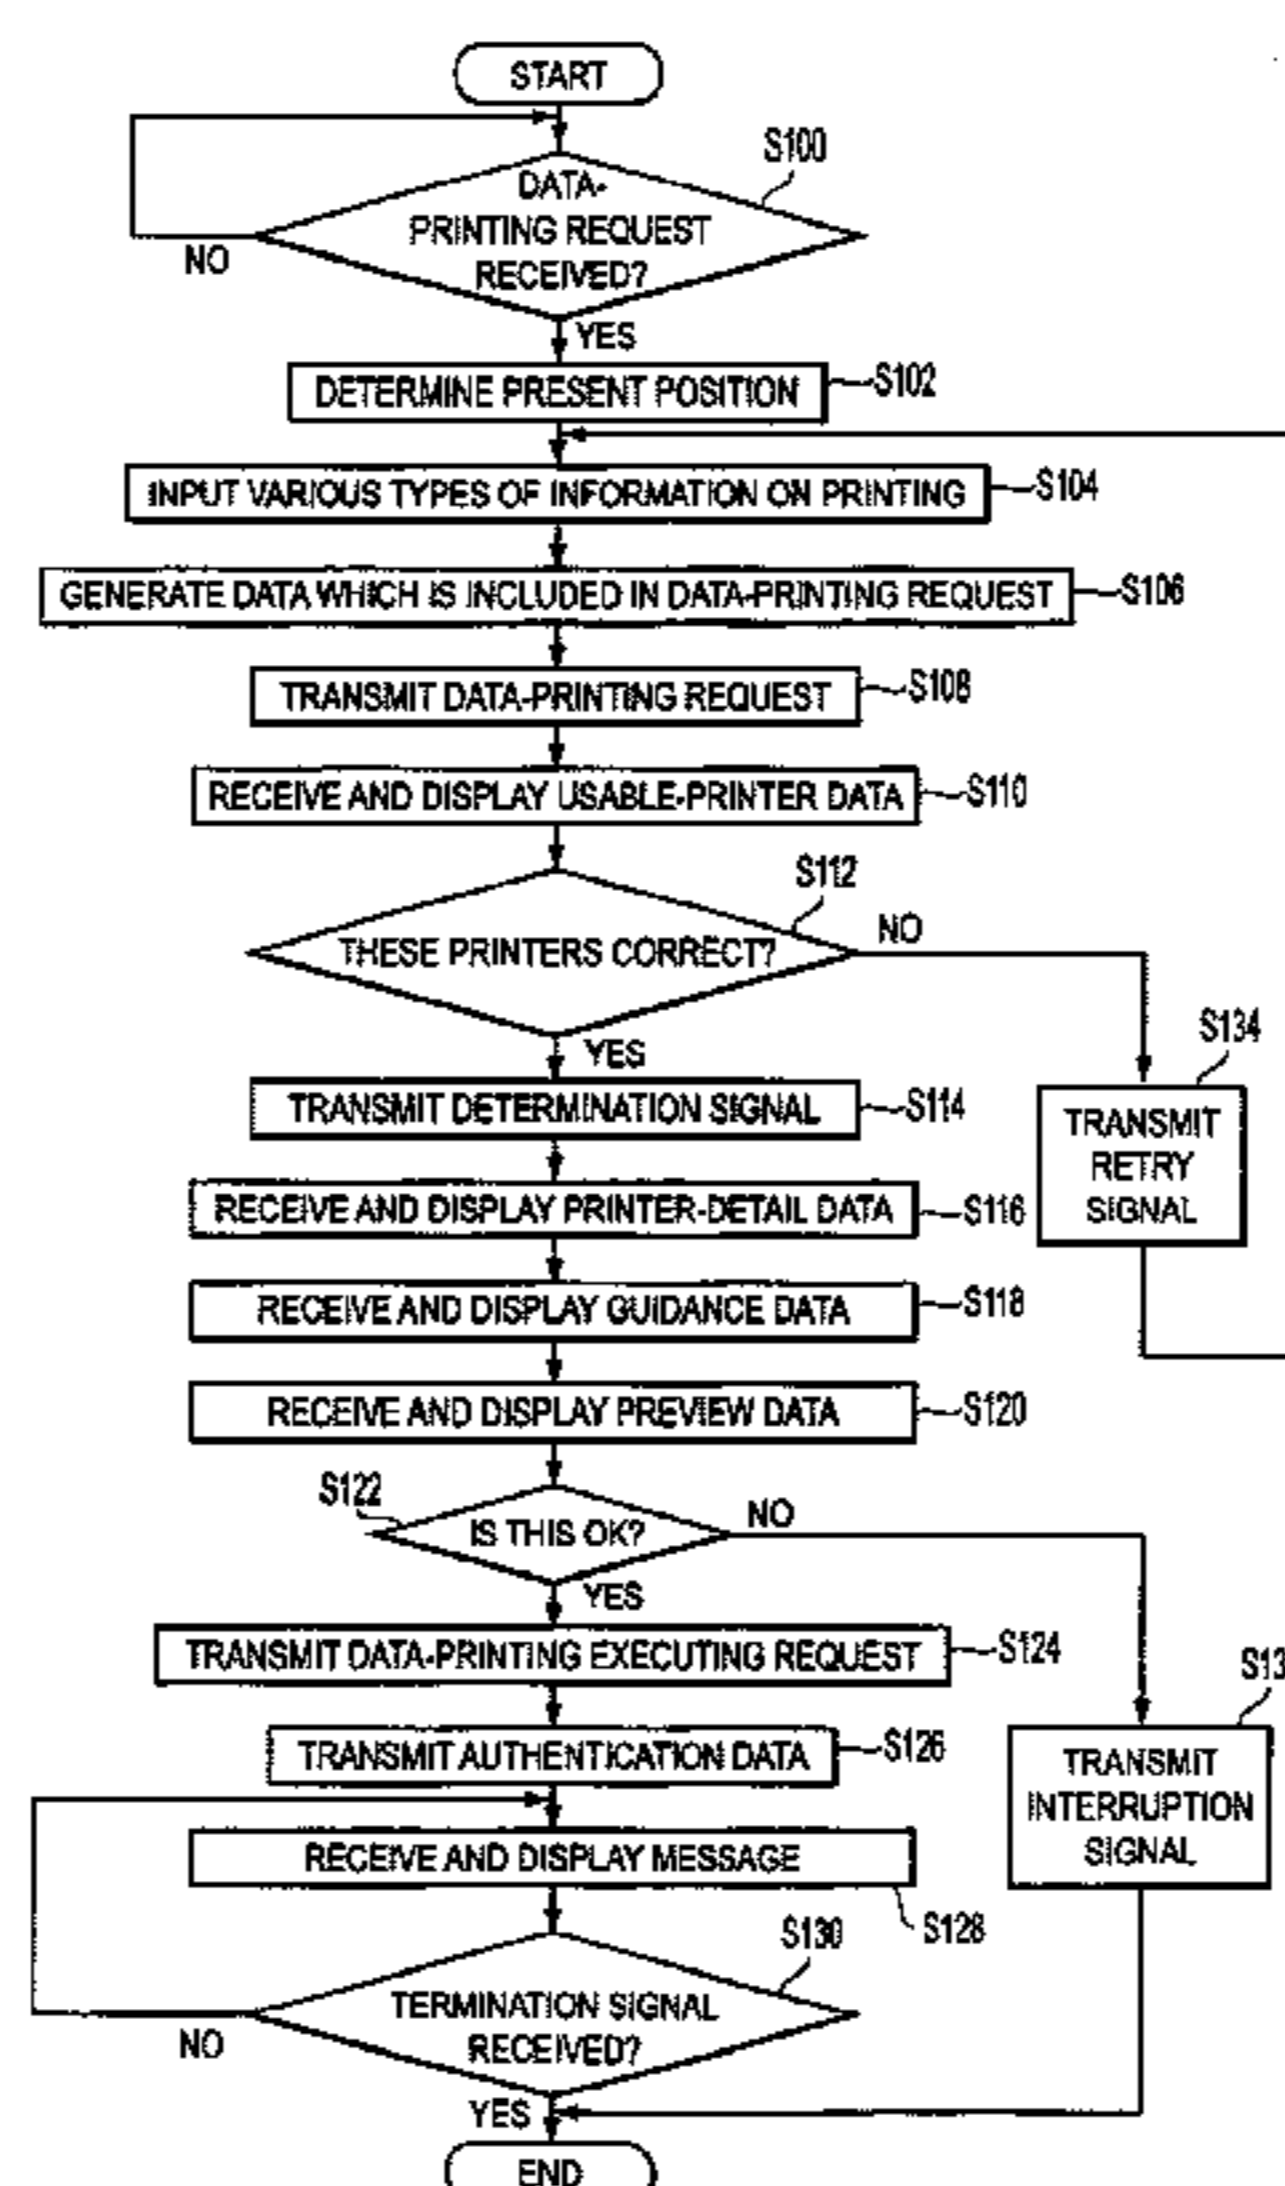 START
S100
DATA-
PRINTING REQUEST
RECEIVED?
NO
YES
DETERMINE PRESENT POSITION
S102
INPUT VARIOUS TYPES OF INFORMATION ON PRINTING
S104
GENERATE DATA WHICH IS INCLUDED IN DATA-PRINTING REQUEST
S106
TRANSMIT DATA-PRINTING REQUEST
S108
RECEIVE AND DISPLAY USABLE-PRINTER DATA
S110
S112
THESE PRINTERS CORRECT?
NO
YES
S134
TRANSMIT
RETRY
SIGNAL
TRANSMIT DETERMINATION SIGNAL
S114
RECEIVE AND DISPLAY PRINTER-DETAIL DATA
S116
RECEIVE AND DISPLAY GUIDANCE DATA
S118
RECEIVE AND DISPLAY PREVIEW DATA
S120
S122
IS THIS OK?
NO
YES
TRANSMIT DATA-PRINTING EXECUTING REQUEST
S124
S13
TRANSMIT
INTERRUPTION
SIGNAL
TRANSMIT AUTHENTICATION DATA
S126
RECEIVE AND DISPLAY MESSAGE
S128
S130
TERMINATION SIGNAL
RECEIVED?
NO
YES
END